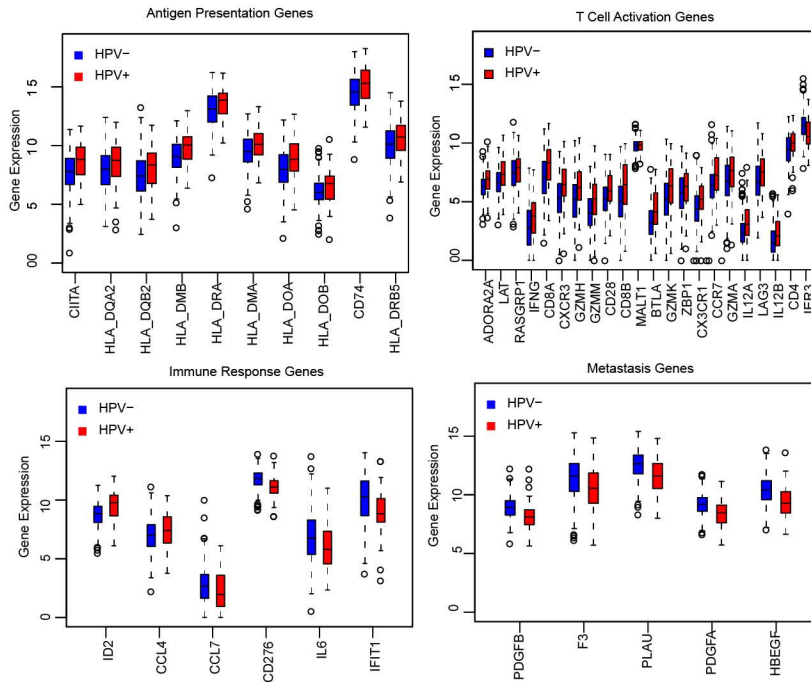 Antigen Presentation Genes
HPV−
HPV+
Gene Expression
00
5
10
15
CIITA
HLA_DQA2
HLA_DQB2
HLA_DMB
HLA_DRA
HLA_DMA
HLA_DOA
HLA_DOB
CD74
HLA_DRB5
T Cell Activation Genes
HPV−
HPV+
Gene Expression
00
5
10
15
ADORA2A
LAT
RASGRP1
IFNG
CD8A
CXCR3
GZMH
GZMM
CD28
CD8B
MALT1
BTLA
GZMK
ZBP1
CX3CR1
CCR7
GZMA
IL12A
LAG3
IL12B
CD4
IFR3
Immune Response Genes
HPV−
HPV+
Gene Expression
0
5
10
15
ID2
CCL4
CCL7
CD276
IL6
IFIT1
Metastasis Genes
HPV−
HPV+
Gene Expression
0
5
10
15
PDGFB
F3
PLAU
PDGFA
HBEGF